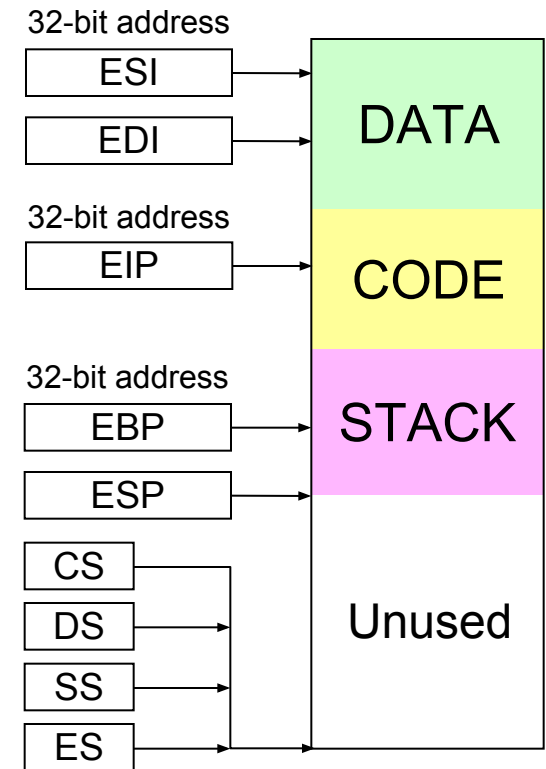 32-bit address
ESI
EDI
DATA
32-bit address
EIP
CODE
32-bit address
EBP
ESP
STACK
CS
DS
SS
ES
Unused